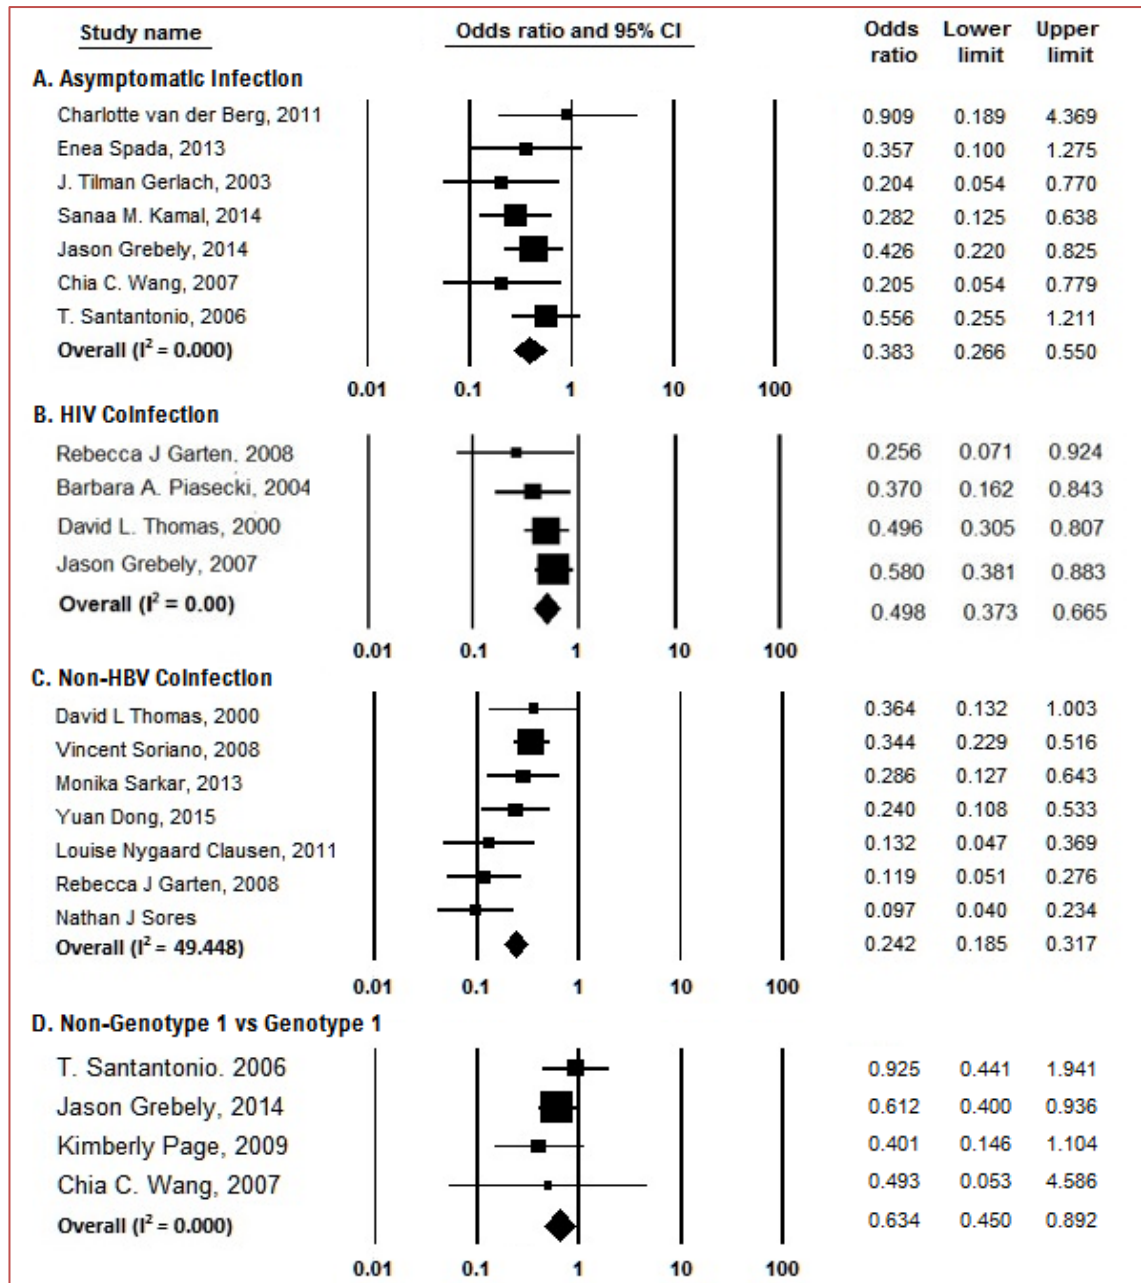 Study name Odds ratio and 95% CI Odds ratio Lower limit Upper limit
A. Asymptomatic Infection
Charlotte van der Berg, 2011 0.909 0.189 4.369
Enea Spada, 2013 0.357 0.100 1.275
J. Tilman Gerlach, 2003 0.204 0.054 0.770
Sanaa M. Kamal, 2014 0.282 0.125 0.638
Jason Grebely, 2014 0.426 0.220 0.825
Chia C. Wang, 2007 0.205 0.054 0.779
T. Santantonio, 2006 0.556 0.255 1.211
Overall (I² = 0.000) 0.383 0.266 0.550
0.01 0.1 1 10 100
B. HIV Coinfection
Rebecca J Garten, 2008 0.256 0.071 0.924
Barbara A. Piasecki, 2004 0.370 0.162 0.843
David L. Thomas, 2000 0.496 0.305 0.807
Jason Grebely, 2007 0.580 0.381 0.883
Overall (I² = 0.00) 0.498 0.373 0.665
0.01 0.1 1 10 100
C. Non-HBV Coinfection
David L Thomas, 2000 0.364 0.132 1.003
Vincent Soriano, 2008 0.344 0.229 0.516
Monika Sarkar, 2013 0.286 0.127 0.643
Yuan Dong, 2015 0.240 0.108 0.533
Louise Nygaard Clausen, 2011 0.132 0.047 0.369
Rebecca J Garten, 2008 0.119 0.051 0.276
Nathan J Sores 0.097 0.040 0.234
Overall (I² = 49.448) 0.242 0.185 0.317
0.01 0.1 1 10 100
D. Non-Genotype 1 vs Genotype 1
T. Santantonio. 2006 0.925 0.441 1.941
Jason Grebely, 2014 0.612 0.400 0.936
Kimberly Page, 2009 0.401 0.146 1.104
Chia C. Wang, 2007 0.493 0.053 4.586
Overall (I² = 0.000) 0.634 0.450 0.892
0.01 0.1 1 10 100